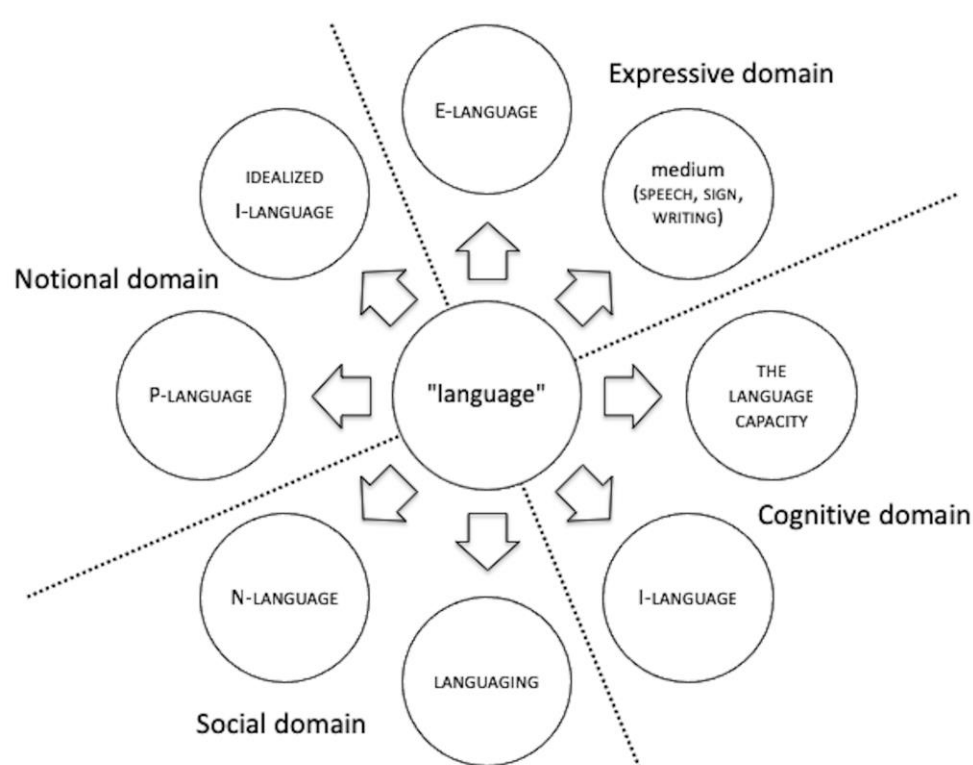 E-LANGUAGE
Expressive domain
medium
(SPEECH, SIGN,
WRITING)
IDEALIZED
I-LANGUAGE
Notional domain
P-LANGUAGE
"language"
THE
LANGUAGE
CAPACITY
Cognitive domain
N-LANGUAGE
I-LANGUAGE
LANGUAGING
Social domain